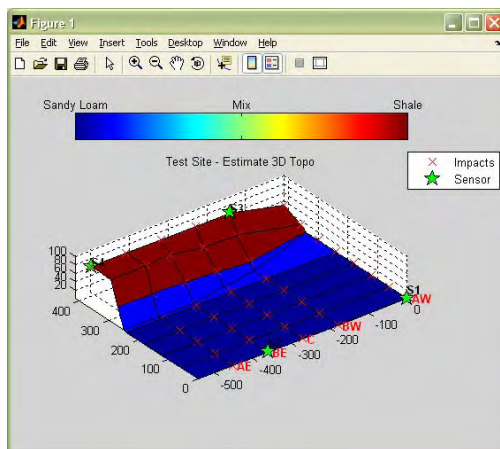 Figure 1
File Edit View Insert Tools Desktop Window Help
Sandy Loam Mix Shale
Test Site - Estimate 3D Topo
Impacts
Sensor
S3
100
80
60
40
20
S1
AW
400
300
200
100
0
0
-100
-200
-300
-400
-500
BW
C
BE
AE